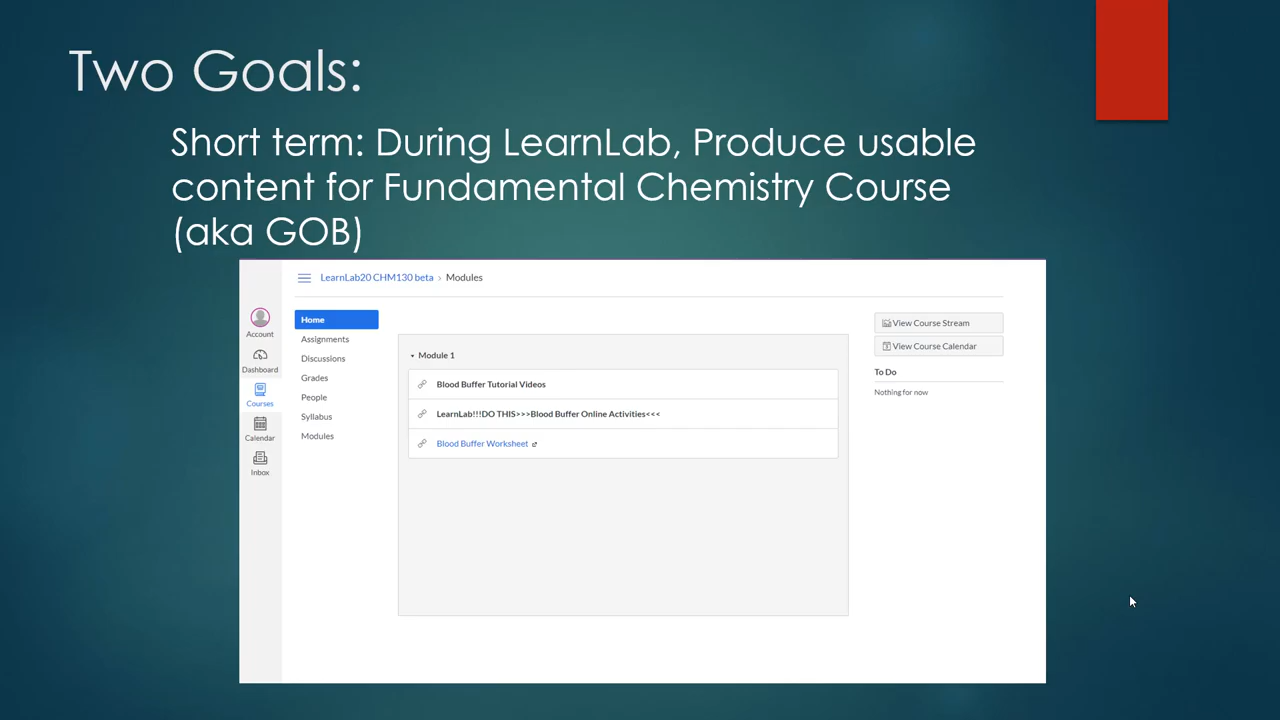 Two Goals:
Short term: During LearnLab, Produce usable
content for Fundamental Chemistry Course
(aka GOB)
LearnLab20 CHM130 beta › Modules
Account
Dashboard
Courses
Calendar
Inbox
Home
Assignments
Discussions
Grades
People
Syllabus
Modules
Module 1
Blood Buffer Tutorial Videos
LearnLab!!!DO THIS>>>Blood Buffer Online Activities<<<
Blood Buffer Worksheet
View Course Stream
View Course Calendar
To Do
Nothing for now